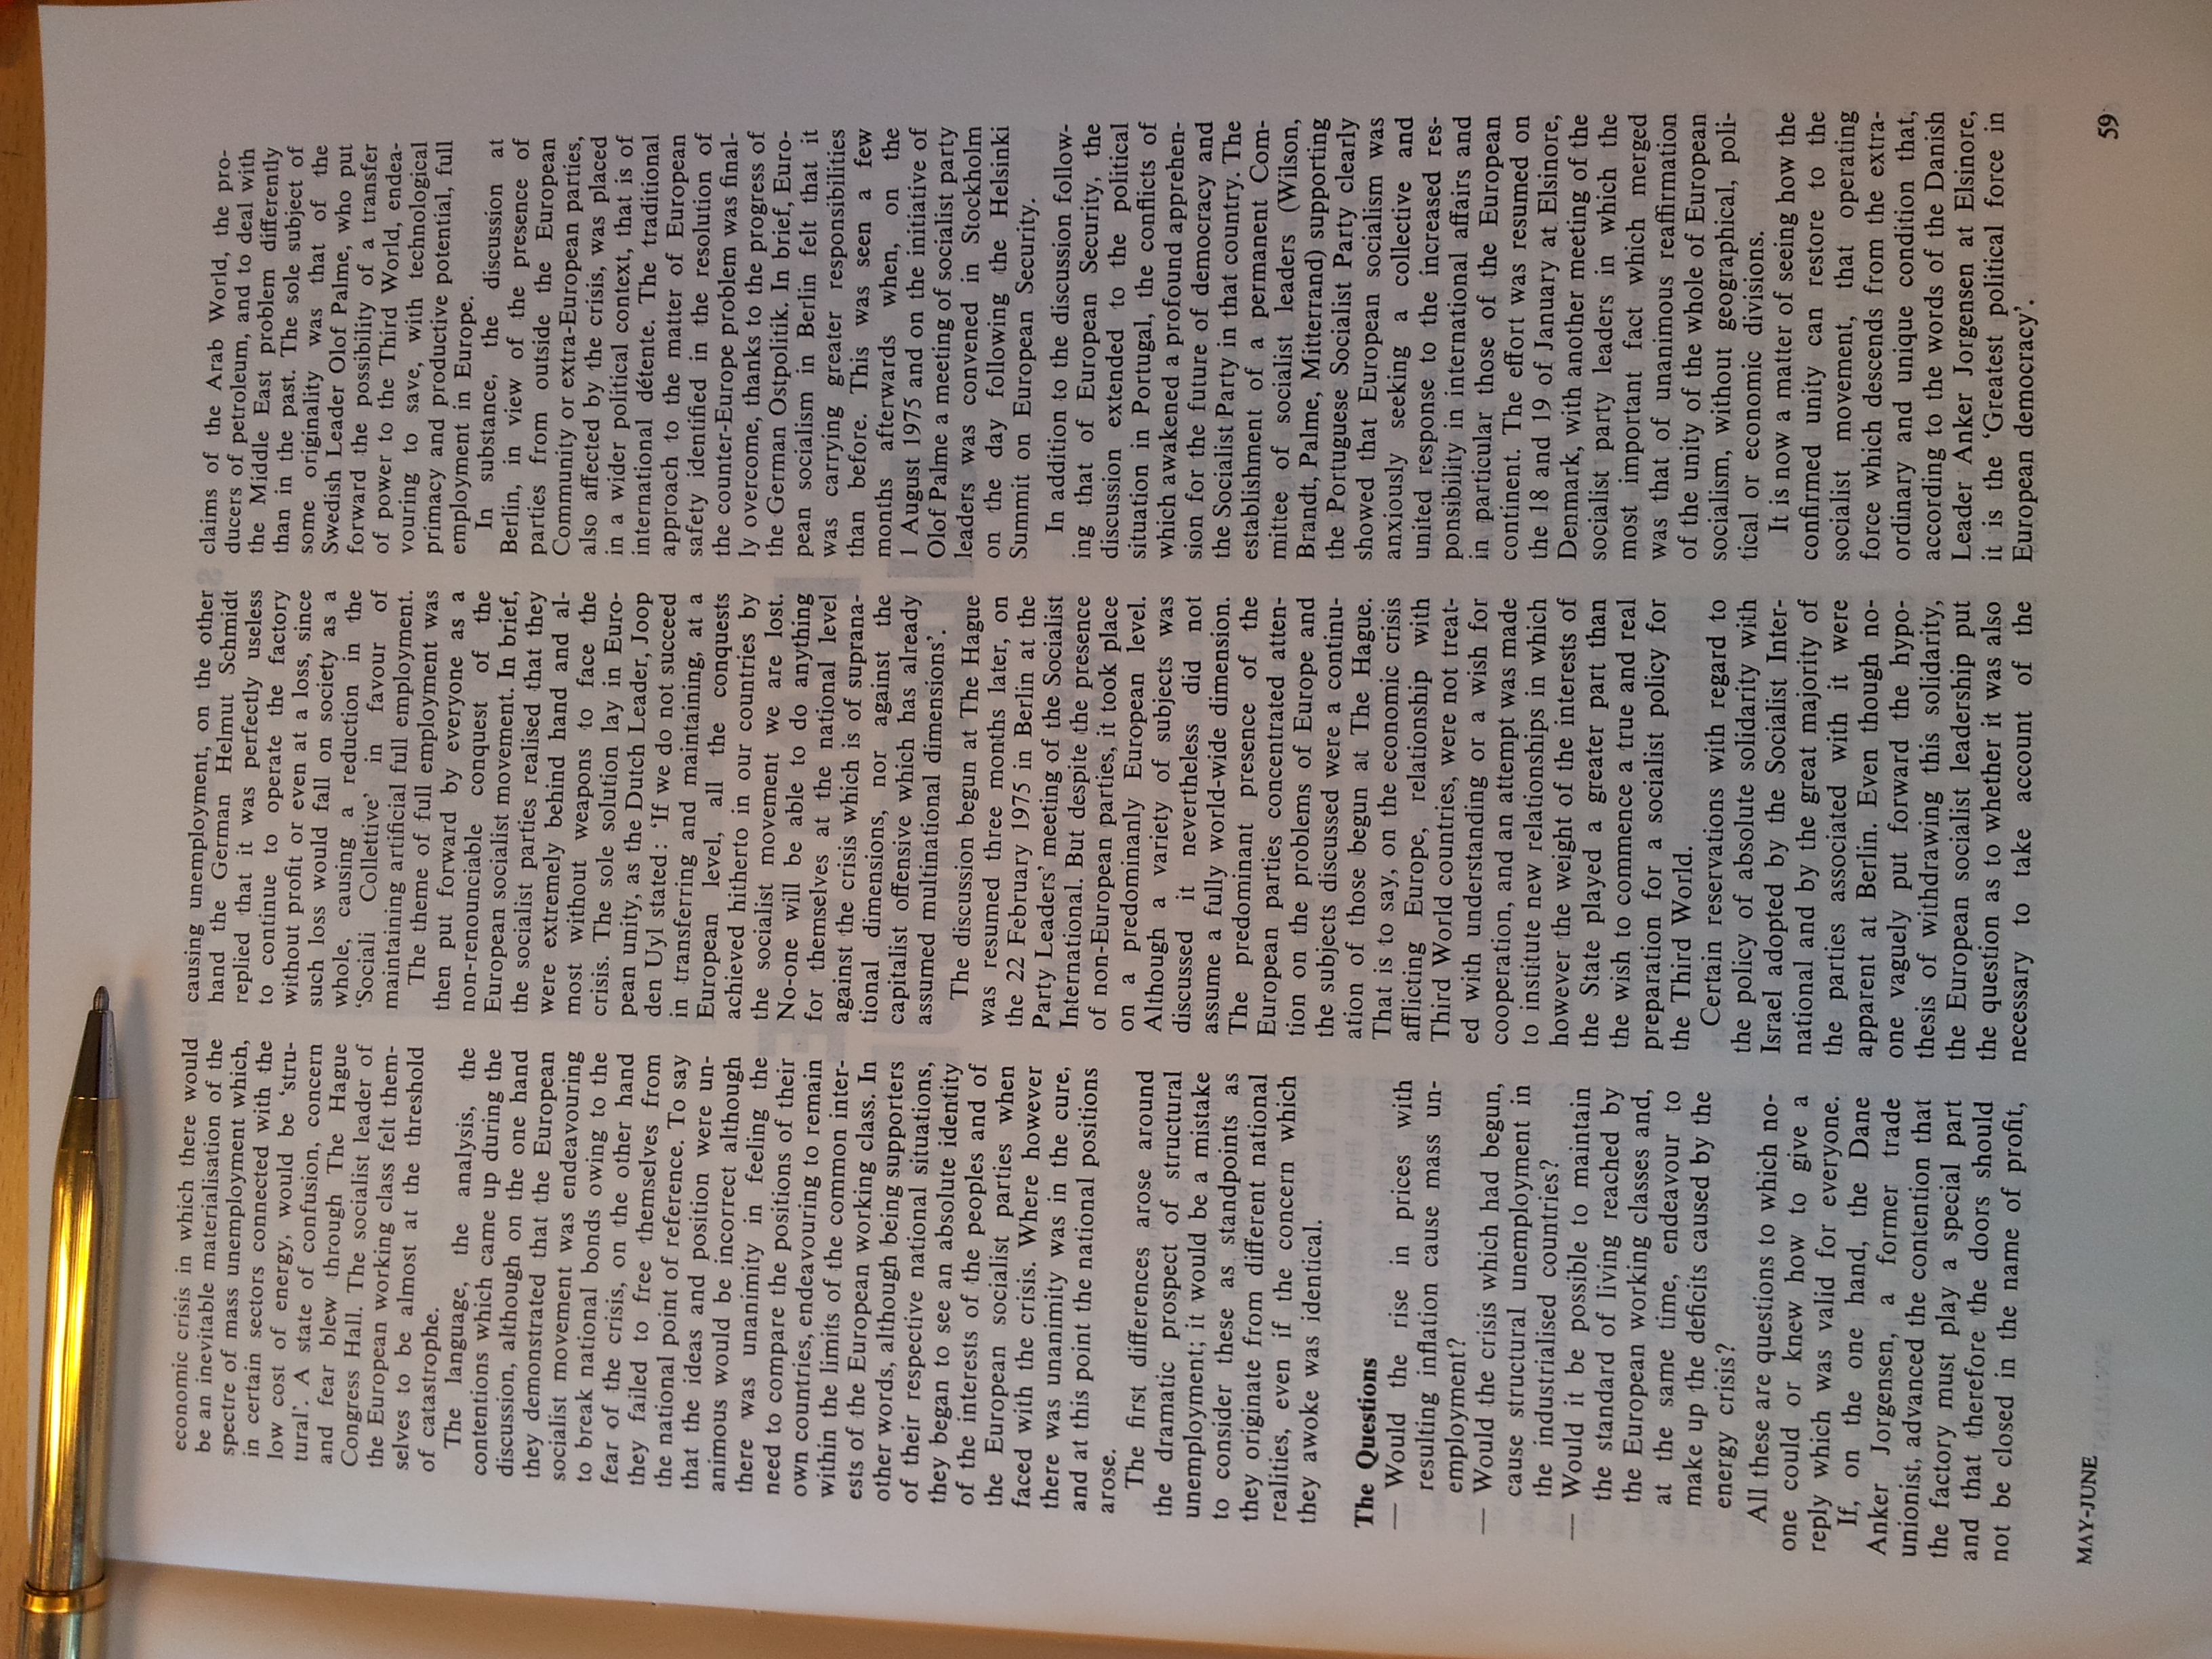 economic crisis in which there would
be an inevitable materialisation of the
spectre of mass unemployment which,
in certain sectors connected with the
low cost of energy, would be ‘stru-
tural’. A state of confusion, concern
and fear blew through The Hague
Congress Hall. The socialist leader of
the European working class felt them-
selves to be almost at the threshold
of catastrophe.
The language, the analysis, the
contentions which came up during the
discussion, although on the one hand
they demonstrated that the European
socialist movement was endeavouring
to break national bonds owing to the
fear of the crisis, on the other hand
they failed to free themselves from
the national point of reference. To say
that the ideas and position were un-
animous would be incorrect although
there was unanimity in feeling the
need to compare the positions of their
own countries, endeavouring to remain
within the limits of the common inter-
ests of the European working class. In
other words, although being supporters
of their respective national situations,
they began to see an absolute identity
of the interests of the peoples and of
the European socialist parties when
faced with the crisis. Where however
there was unanimity was in the cure,
and at this point the national positions
arose.
The first differences arose around
the dramatic prospect of structural
unemployment; it would be a mistake
to consider these as standpoints as
they originate from different national
realities, even if the concern which
they awoke was identical.
The Questions
— Would the rise in prices with
resulting inflation cause mass un-
employment?
— Would the crisis which had begun,
cause structural unemployment in
the industrialised countries?
— Would it be possible to maintain
the standard of living reached by
the European working classes and,
at the same time, endeavour to
make up the deficits caused by the
energy crisis?
All these are questions to which no-
one could or knew how to give a
reply which was valid for everyone.
If, on the one hand, the Dane
Anker Jorgensen, a former trade
unionist, advanced the contention that
the factory must play a special part
and that therefore the doors should
not be closed in the name of profit,
causing unemployment, on the other
hand the German Helmut Schmidt
replied that it was perfectly useless
to continue to operate the factory
without profit or even at a loss, since
such loss would fall on society as a
whole, causing a reduction in the
‘Sociali Collettive’ in favour of
maintaining artificial full employment.
The theme of full employment was
then put forward by everyone as a
non-renounciable conquest of the
European socialist movement. In brief,
the socialist parties realised that they
were extremely behind hand and al-
most without weapons to face the
crisis. The sole solution lay in Euro-
pean unity, as the Dutch Leader, Joop
den Uyl stated: ‘If we do not succeed
in transferring and maintaining, at a
European level, all the conquests
achieved hitherto in our countries by
the socialist movement we are lost.
No-one will be able to do anything
for themselves at the national level
against the crisis which is of suprana-
tional dimensions, nor against the
capitalist offensive which has already
assumed multinational dimensions’.
The discussion begun at The Hague
was resumed three months later, on
the 22 February 1975 in Berlin at the
Party Leaders’ meeting of the Socialist
International. But despite the presence
of non-European parties, it took place
on a predominanly European level.
Although a variety of subjects was
discussed it nevertheless did not
assume a fully world-wide dimension.
The predominant presence of the
European parties concentrated atten-
tion on the problems of Europe and
the subjects discussed were a continu-
ation of those begun at The Hague.
That is to say, on the economic crisis
afflicting Europe, relationship with
Third World countries, were not treat-
ed with understanding or a wish for
cooperation, and an attempt was made
to institute new relationships in which
however the weight of the interests of
the State played a greater part than
the wish to commence a true and real
preparation for a socialist policy for
the Third World.
Certain reservations with regard to
the policy of absolute solidarity with
Israel adopted by the Socialist Inter-
national and by the great majority of
the parties associated with it were
apparent at Berlin. Even though no-
one vaguely put forward the hypo-
thesis of withdrawing this solidarity,
the European socialist leadership put
the question as to whether it was also
necessary to take account of the
claims of the Arab World, the pro-
ducers of petroleum, and to deal with
the Middle East problem differently
than in the past. The sole subject of
some originality was that of the
Swedish Leader Olof Palme, who put
forward the possibility of a transfer
of power to the Third World, endea-
vouring to save, with technological
primacy and productive potential, full
employment in Europe.
In substance, the discussion at
Berlin, in view of the presence of
parties from outside the European
Community or extra-European parties,
also affected by the crisis, was placed
in a wider political context, that is of
international détente. The traditional
approach to the matter of European
safety identified in the resolution of
the counter-Europe problem was final-
ly overcome, thanks to the progress of
the German Ostpolitik. In brief, Euro-
pean socialism in Berlin felt that it
was carrying greater responsibilities
than before. This was seen a few
months afterwards when, on the
1 August 1975 and on the initiative of
Olof Palme a meeting of socialist party
leaders was convened in Stockholm
on the day following the Helsinki
Summit on European Security.
In addition to the discussion follow-
ing that of European Security, the
discussion extended to the political
situation in Portugal, the conflicts of
which awakened a profound apprehen-
sion for the future of democracy and
the Socialist Party in that country. The
establishment of a permanent Com-
mittee of socialist leaders (Wilson,
Brandt, Palme, Mitterrand) supporting
the Portuguese Socialist Party clearly
showed that European socialism was
anxiously seeking a collective and
united response to the increased res-
ponsibility in international affairs and
in particular those of the European
continent. The effort was resumed on
the 18 and 19 of January at Elsinore,
Denmark, with another meeting of the
socialist party leaders in which the
most important fact which merged
was that of unanimous reaffirmation
of the unity of the whole of European
socialism, without geographical, poli-
tical or economic divisions.
It is now a matter of seeing how the
confirmed unity can restore to the
socialist movement, that operating
force which descends from the extra-
ordinary and unique condition that,
according to the words of the Danish
Leader Anker Jorgensen at Elsinore,
it is the ‘Greatest political force in
European democracy’.
MAY-JUNE
59